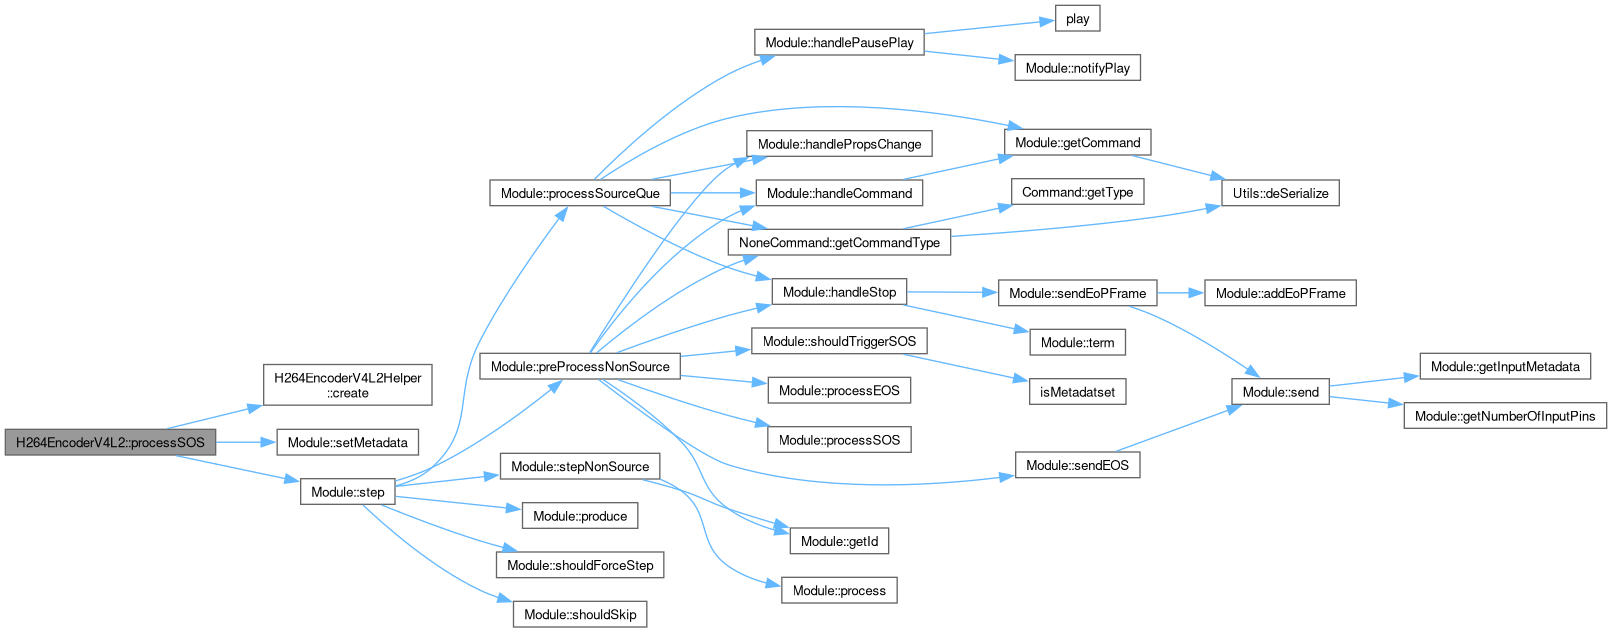 H264EncoderV4L2::processSOS
H264EncoderV4L2Helper
::create
Module::setMetadata
Module::step
Module::processSourceQue
Module::preProcessNonSource
Module::stepNonSource
Module::produce
Module::shouldForceStep
Module::shouldSkip
Module::handlePausePlay
Module::handlePropsChange
Module::handleCommand
NoneCommand::getCommandType
Module::handleStop
Module::shouldTriggerSOS
Module::processEOS
Module::processSOS
Module::getId
Module::process
play
Module::notifyPlay
Module::getCommand
Command::getType
Module::sendEoPFrame
Module::term
isMetadatset
Module::sendEOS
Utils::deSerialize
Module::addEoPFrame
Module::send
Module::getInputMetadata
Module::getNumberOfInputPins